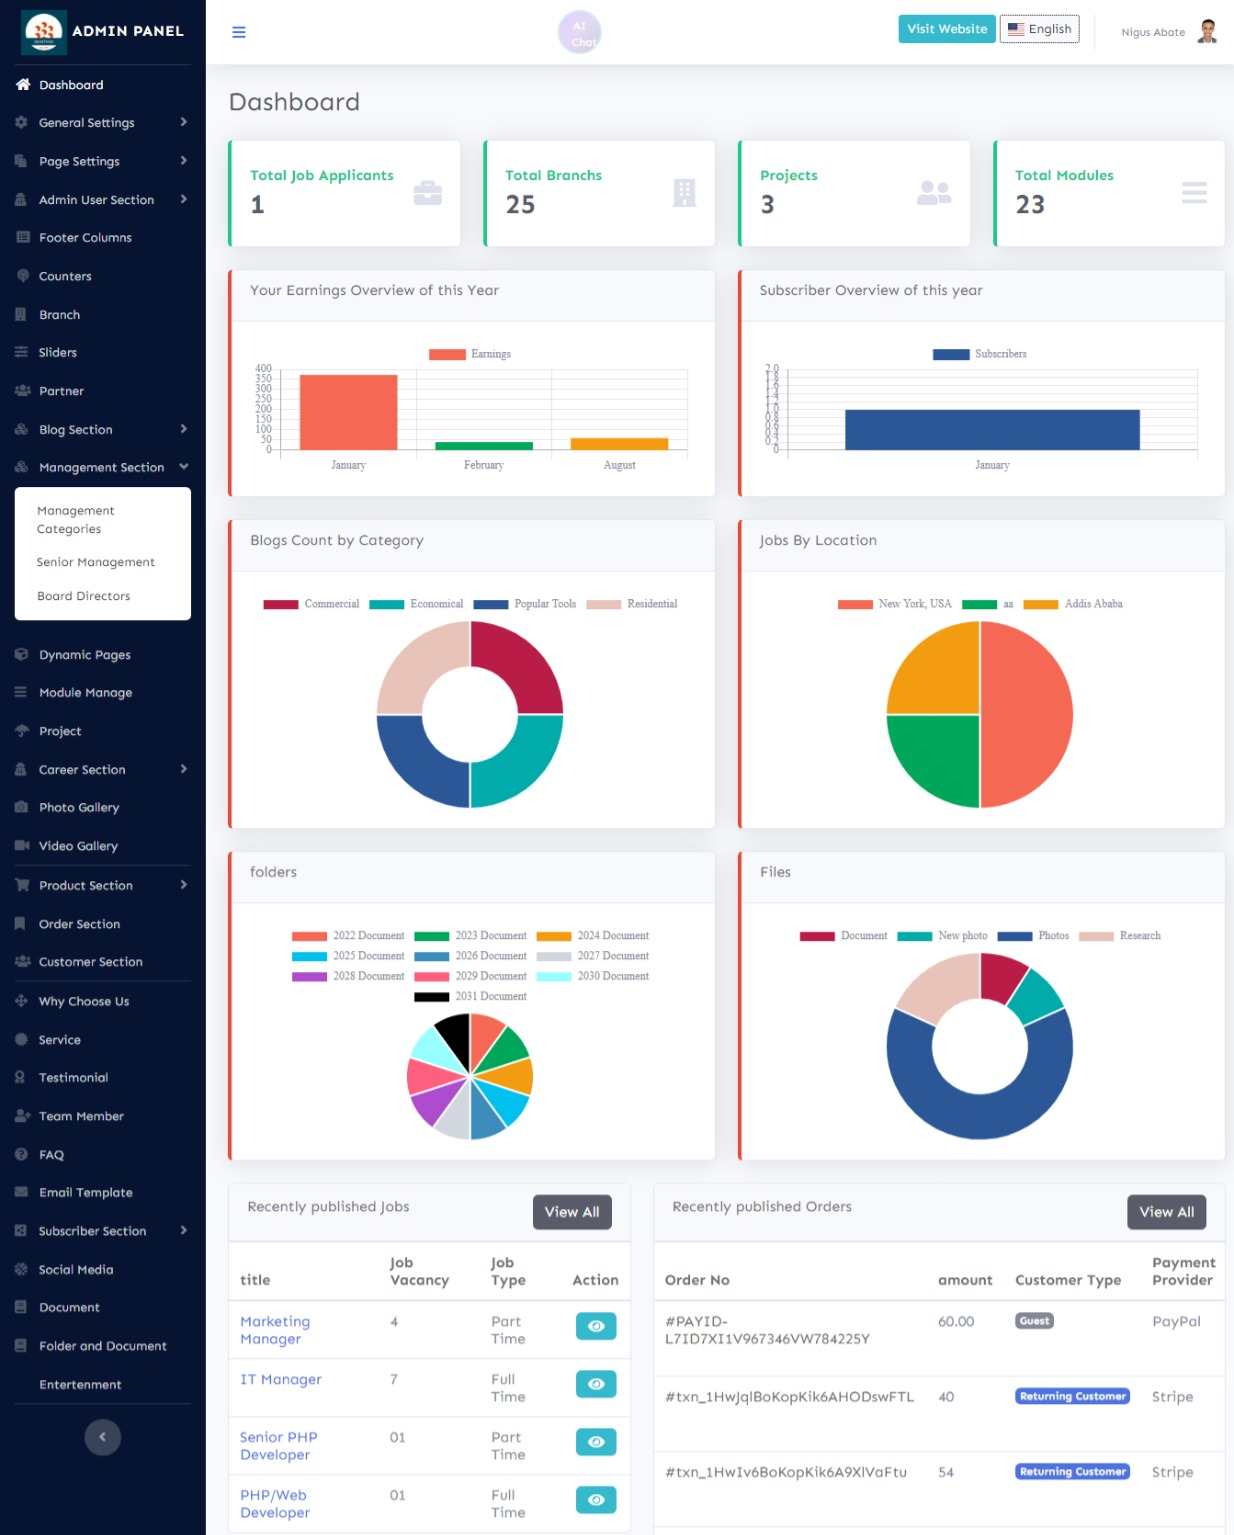 ADMIN PANEL
Dashboard
General Settings
Page Settings
Admin User Section
Footer Columns
Counters
Branch
Sliders
Partner
Blog Section
Management Section
Management
Categories
Senior Management
Board Directors
Dynamic Pages
Module Manage
Project
Career Section
Photo Gallery
Video Gallery
Product Section
Order Section
Customer Section
Why Choose Us
Service
Testimonial
Team Member
FAQ
Email Template
Subscriber Section
Social Media
Document
Folder and Document
Entertenment
AI
Chat
Visit Website
English
Nigus Abate
Dashboard
Total Job Applicants
1
Total Branchs
25
Projects
3
Total Modules
23
Your Earnings Overview of this Year
Earnings
400
350
300
250
200
150
100
50
0
January February August
Subscriber Overview of this year
Subscribers
2.0
1.8
1.6
1.4
1.2
1.0
0.8
0.6
0.4
0.2
0
January
Blogs Count by Category
Commercial Economical Popular Tools Residential
Jobs By Location
New York, USA aa Addis Ababa
folders
2022 Document 2023 Document 2024 Document
2025 Document 2026 Document 2027 Document
2028 Document 2029 Document 2030 Document
2031 Document
Files
Document New photo Photos Research
Recently published Jobs
View All
title Job Vacancy Job Type Action
Marketing Manager 4 Part Time
IT Manager 7 Full Time
Senior PHP Developer 01 Part Time
PHP/Web Developer 01 Full Time
Recently published Orders
View All
Order No amount Customer Type Payment Provider
#PAYID-L7ID7XI1V967346VW784225Y 60.00 Guest PayPal
#txn_1HwJqlBoKopKik6AHODswFTL 40 Returning Customer Stripe
#txn_1HwIv6BoKopKik6A9XlVaFtu 54 Returning Customer Stripe